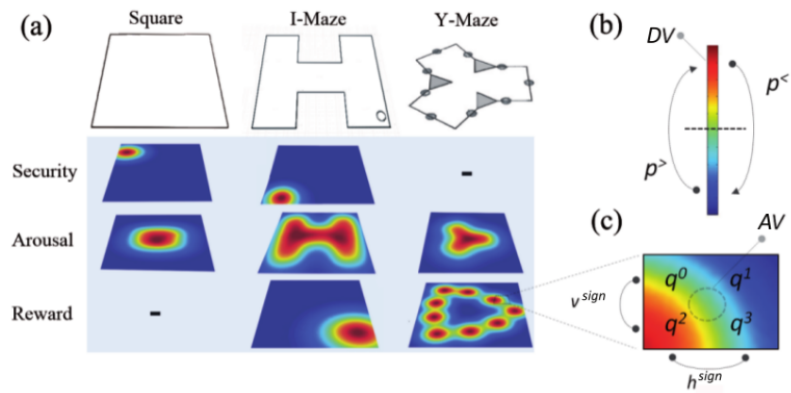 (a)
Square
I-Maze
Y-Maze
Security
-
Arousal
Reward
-
(b)
DV
p<
p>
(c)
AV
q0
q1
vsign
q2
q3
hsign